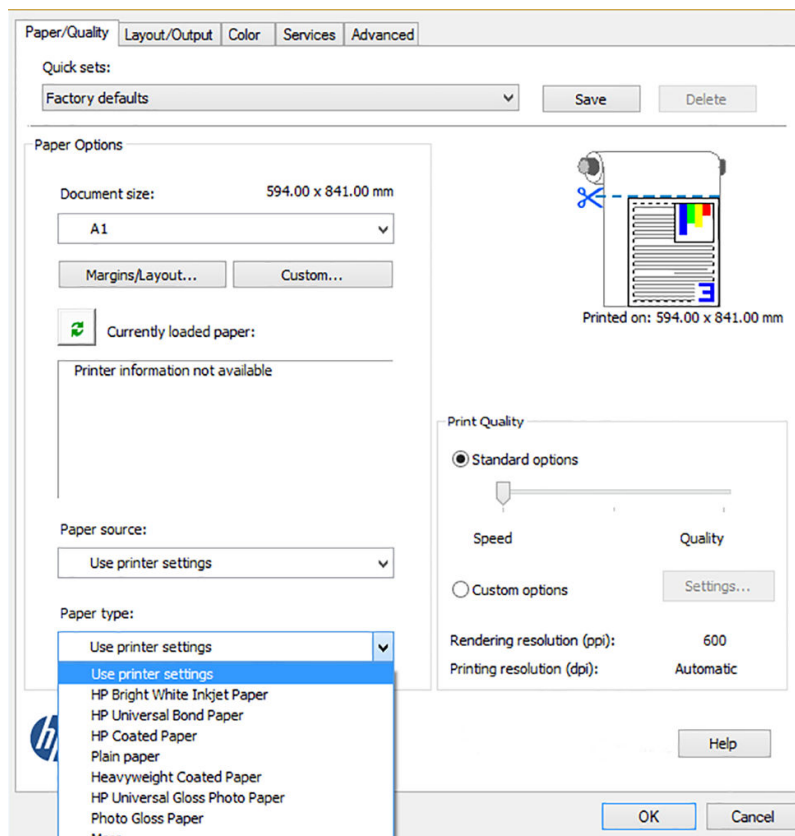 Paper/Quality Layout/Output Color Services Advanced
Quick sets:
Factory defaults
Save
Delete
Paper Options
Document size:
594.00 x 841.00 mm
A1
Margins/Layout...
Custom...
Currently loaded paper:
Printer information not available
Printed on: 594.00 x 841.00 mm
Paper source:
Use printer settings
Paper type:
Use printer settings
Use printer settings
HP Bright White Inkjet Paper
HP Universal Bond Paper
HP Coated Paper
Plain paper
Heavyweight Coated Paper
HP Universal Gloss Photo Paper
Photo Gloss Paper
Print Quality
Standard options
Speed
Quality
Custom options
Settings...
Rendering resolution (ppi):
600
Printing resolution (dpi):
Automatic
hp
Help
OK
Cancel